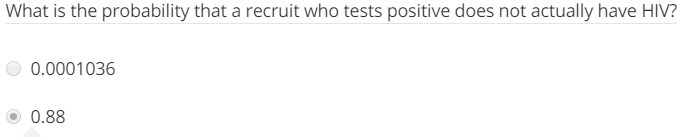 What is the probability that a recruit who tests positive does not actually have HIV?
0.0001036
0.88